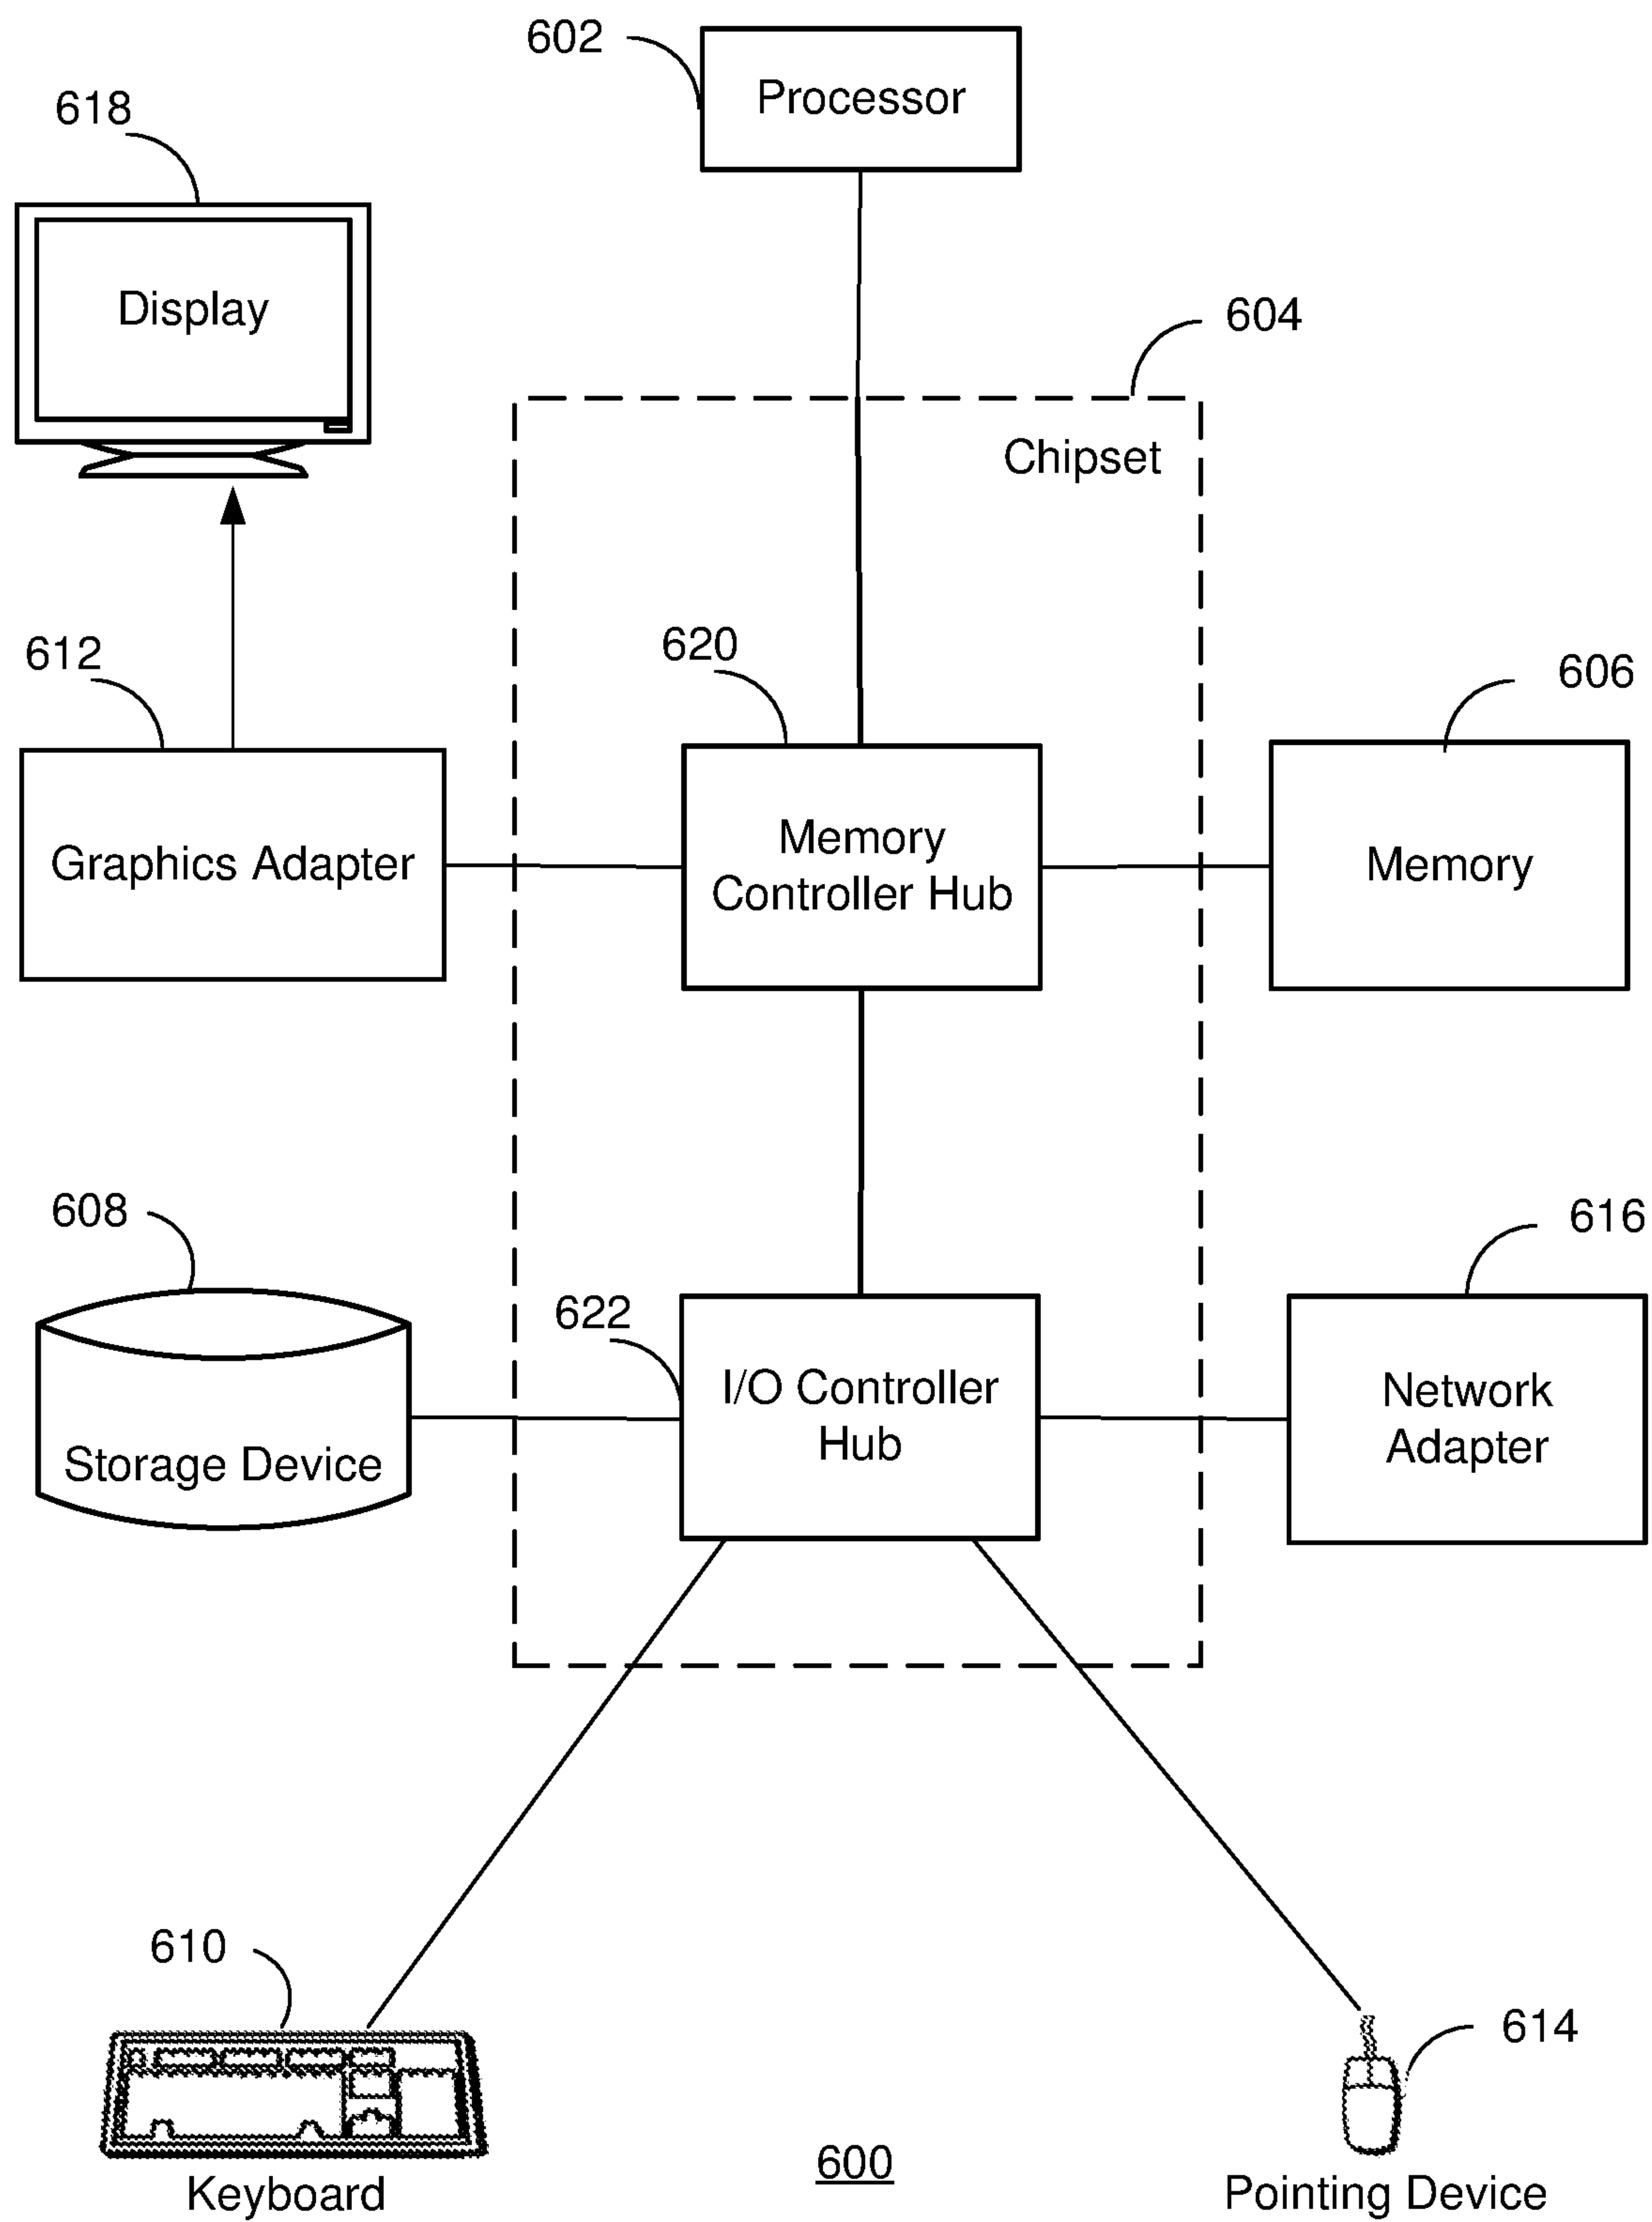 602
Processor
618
Display
604
Chipset
612
620
606
Graphics Adapter
Memory
Controller Hub
Memory
608
616
622
Storage Device
I/O Controller
Hub
Network
Adapter
610
614
Keyboard
600
Pointing Device